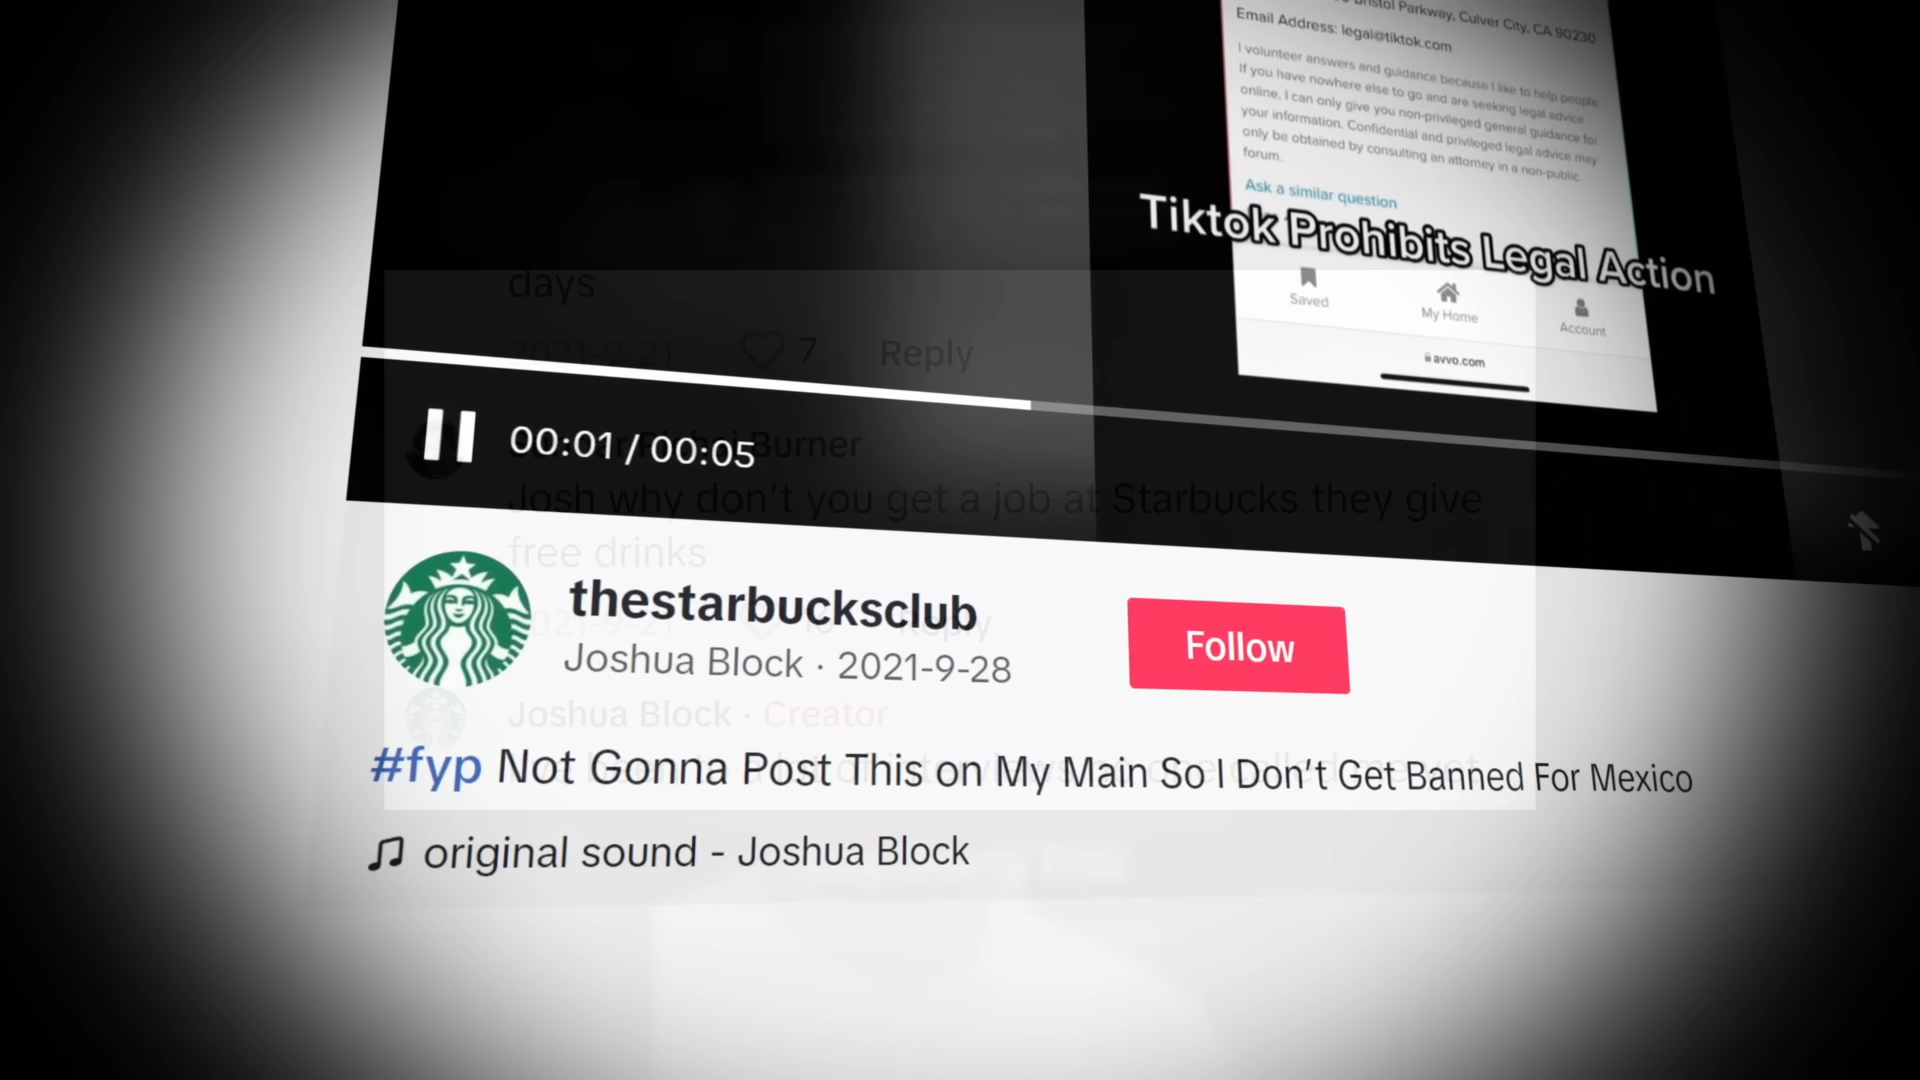 Bristol Parkway, Culver City, CA 90230
Email Address: legal@tiktok.com
I volunteer answers and guidance because I like to help people
If you have nowhere else to go and are seeking legal advice
online, I can only give you non-privileged general guidance for
your information. Confidential and privileged legal advice may
only be obtained by consulting an attorney in a non-public
forum.
Ask a similar question
Tiktok Prohibits Legal Action
Saved
My Home
Account
avvo.com
days
2021-9-21 7 Reply
00:01 / 00:05
Burner
Josh why don't you get a job at Starbucks they give
free drinks
thestarbucksclub
Joshua Block · 2021-9-28
Follow
2021-9-21 Reply
Joshua Block · Creator
#fyp Not Gonna Post This on My Main So I Don't Get Banned For Mexico
original sound - Joshua Block